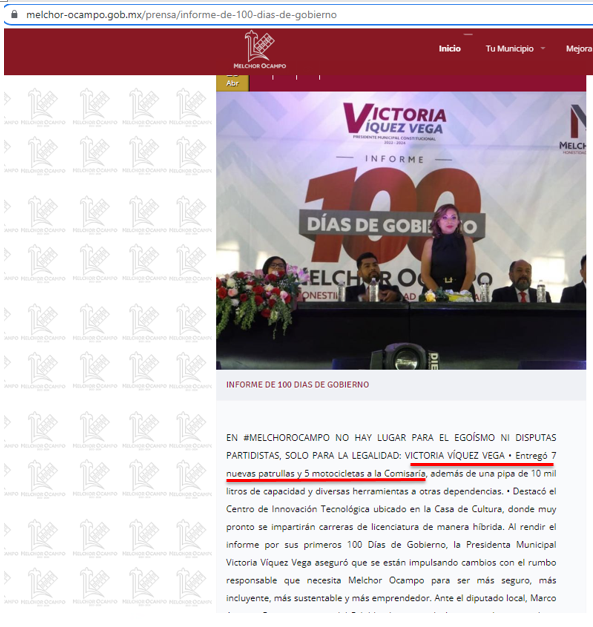 melchor-ocampo.gob.mx/prensa/informe-de-100-dias-de-gobierno
MELCHOR OCAMPO
Inicio
Tu Municipio
Mejora
Abr
VICTORIA
VÍQUEZ VEGA
PRESIDENTE MUNICIPAL CONSTITUCIONAL
INFORME
100
DÍAS DE GOBIE
MELCHOR OCAMPO
INFORME DE 100 DIAS DE GOBIERNO
EN #MELCHOROCAMPO NO HAY LUGAR PARA EL EGOÍSMO NI DISPUTAS
PARTIDISTAS, SOLO PARA LA LEGALIDAD: VICTORIA VÍQUEZ VEGA • Entregó 7
nuevas patrullas y 5 motocicletas a la Comisaría, además de una pipa de 10 mil
litros de capacidad y diversas herramientas a otras dependencias. • Destacó el
Centro de Innovación Tecnológica ubicado en la Casa de Cultura, donde muy
pronto se impartirán carreras de licenciatura de manera híbrida. Al rendir el
informe por sus primeros 100 Días de Gobierno, la Presidenta Municipal
Victoria Víquez Vega aseguró que se están impulsando cambios con el rumbo
responsable que necesita Melchor Ocampo para ser más seguro, más
incluyente, más sustentable y más emprendedor. Ante el diputado local, Marco